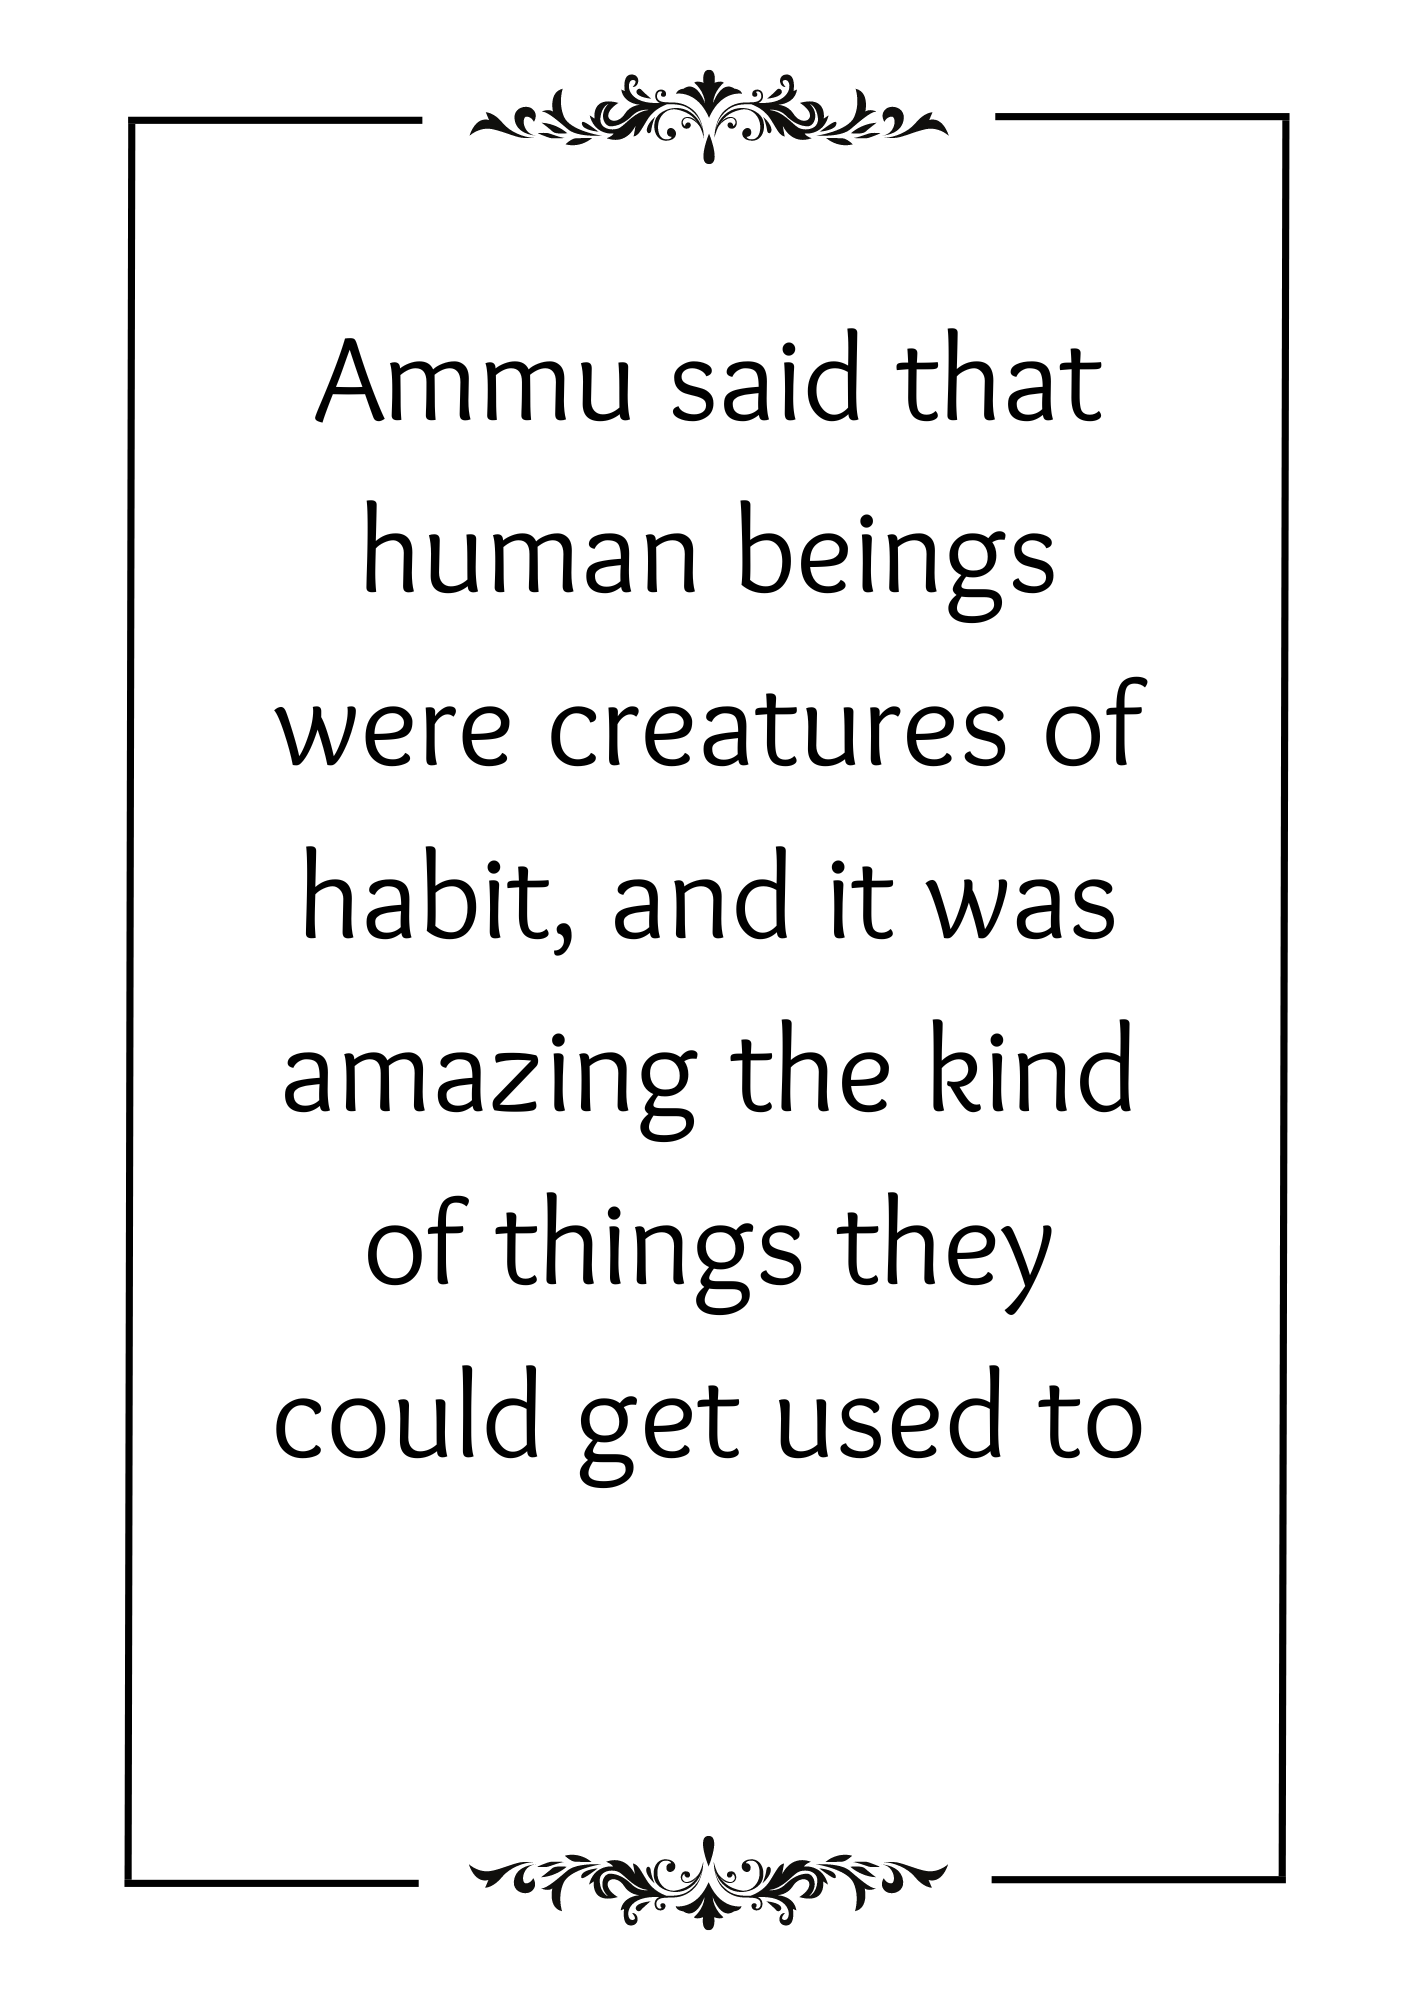 Ammu said that
human beings
were creatures of
habit, and it was
amazing the kind
of things they
could get used to